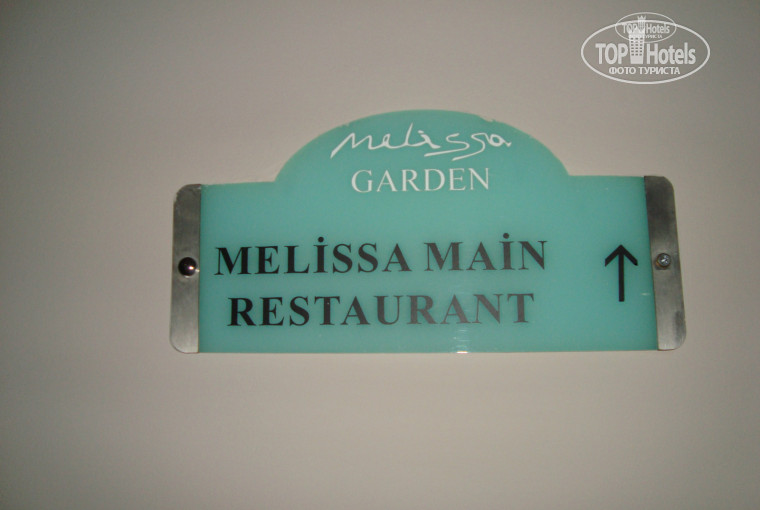 TOP Hotels
ФОТО ТУРИСТА
Melissa
GARDEN
MELİSSA MAİN
RESTAURANT